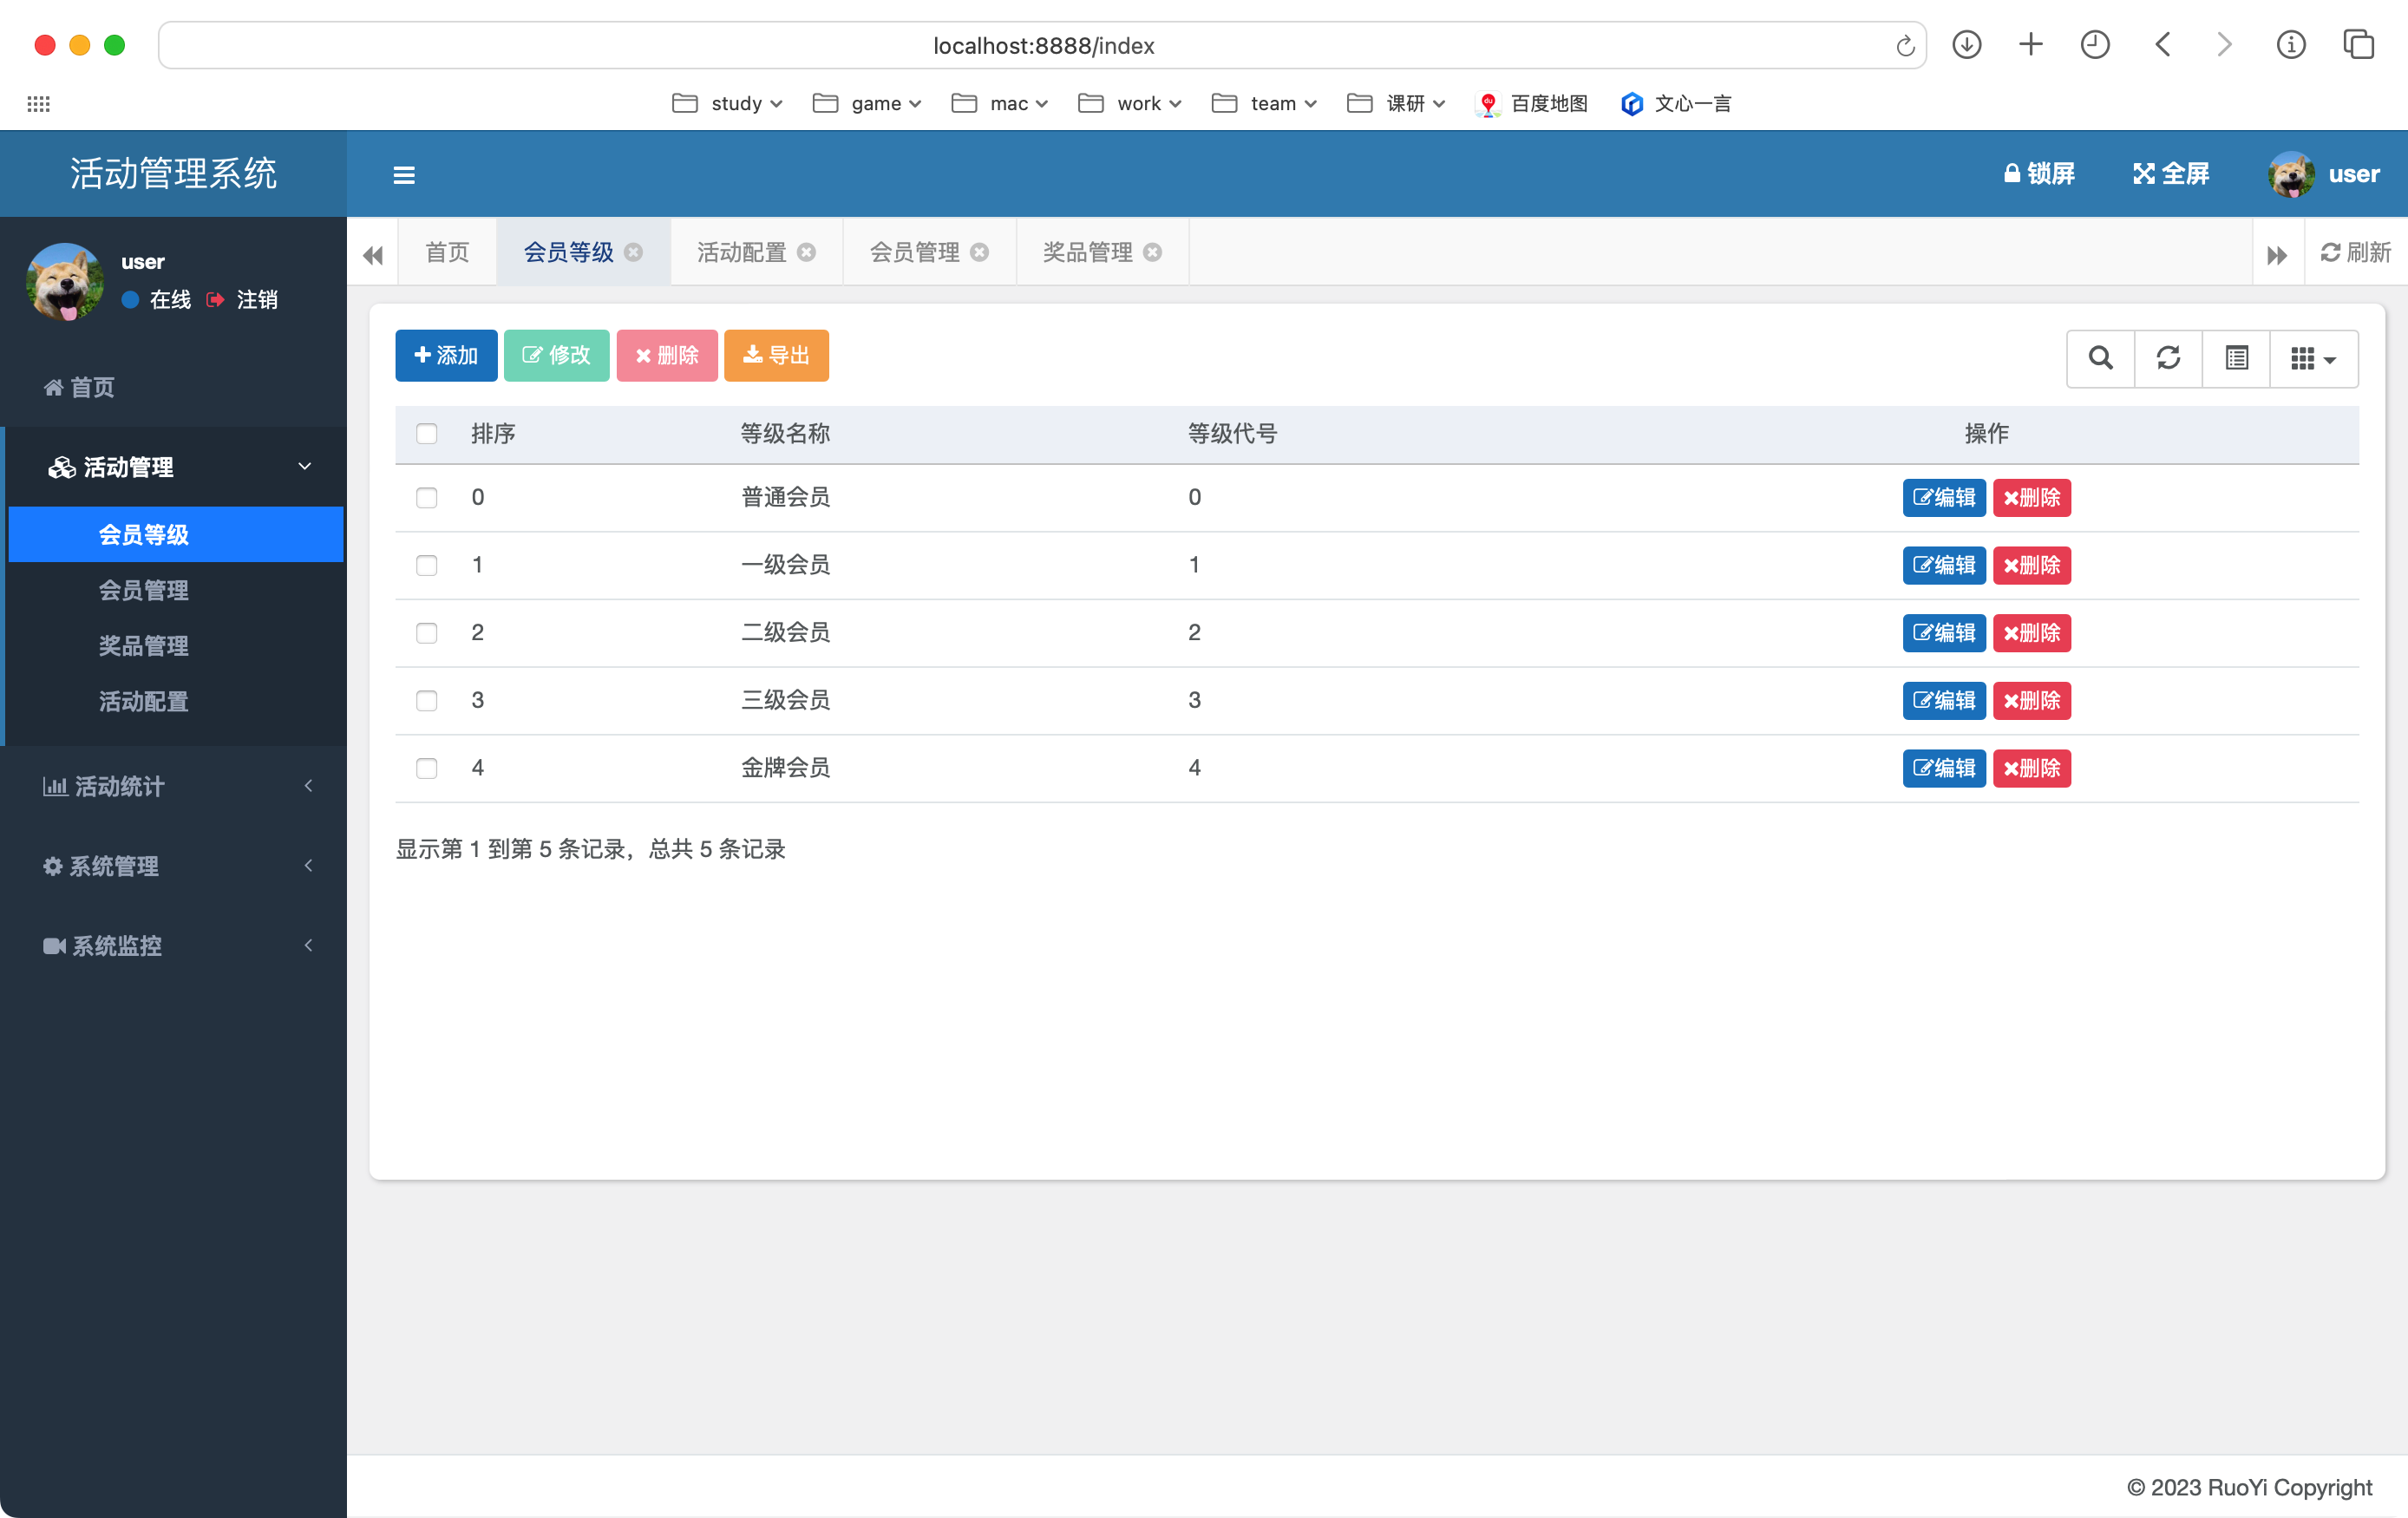 localhost:8888/index
study game mac work team 课研 百度地图 文心一言
活动管理系统 锁屏 全屏 user
user
在线 注销
首页 会员等级 活动配置 会员管理 奖品管理 刷新
首页
活动管理
会员等级
会员管理
奖品管理
活动配置
活动统计
系统管理
系统监控
添加 修改 删除 导出
排序 等级名称 等级代号 操作
0 普通会员 0 编辑 删除
1 一级会员 1 编辑 删除
2 二级会员 2 编辑 删除
3 三级会员 3 编辑 删除
4 金牌会员 4 编辑 删除
显示第 1 到第 5 条记录，总共 5 条记录
© 2023 RuoYi Copyright